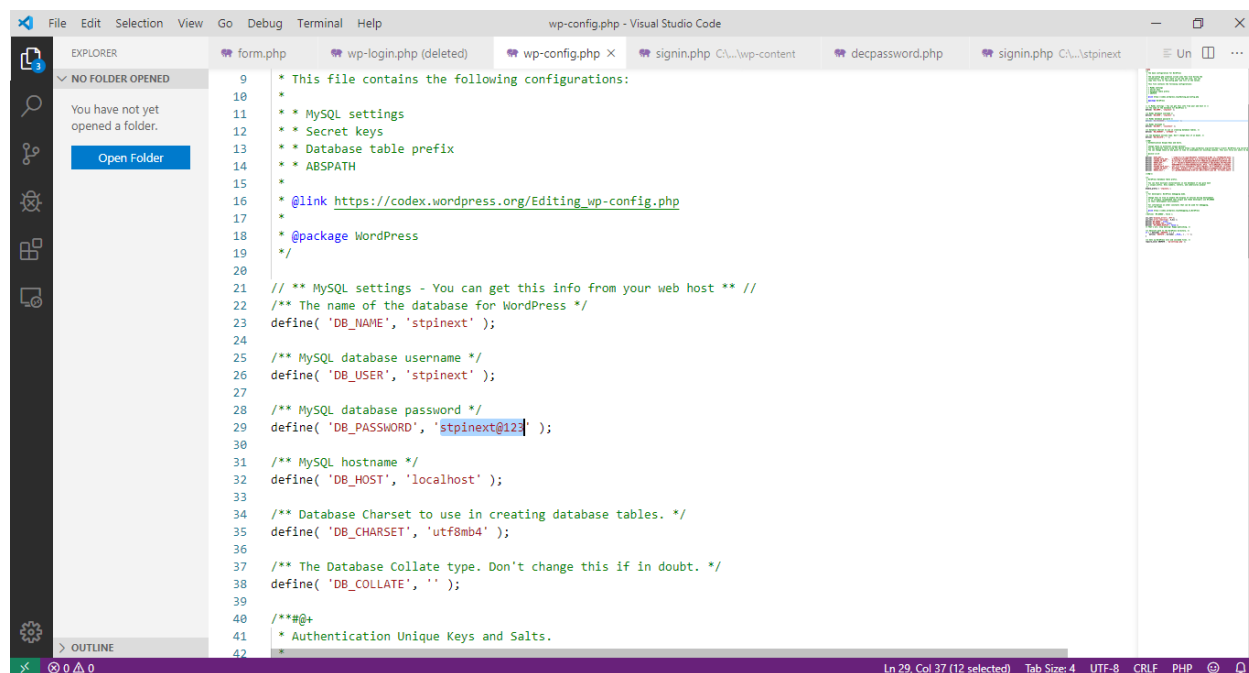 File Edit Selection View Go Debug Terminal Help wp-config.php - Visual Studio Code
EXPLORER
form.php wp-login.php (deleted) wp-config.php signin.php C:\...\wp-content decpassword.php signin.php C:\...\stpinext Un
3
NO FOLDER OPENED
You have not yet
opened a folder.
Open Folder
9 * This file contains the following configurations:
10 *
11 * * MySQL settings
12 * * Secret keys
13 * * Database table prefix
14 * * ABSPATH
15 *
16 * @link https://codex.wordpress.org/Editing_wp-config.php
17 *
18 * @package WordPress
19 */
20
21 // ** MySQL settings - You can get this info from your web host ** //
22 /** The name of the database for WordPress */
23 define( 'DB_NAME', 'stpinext' );
24
25 /** MySQL database username */
26 define( 'DB_USER', 'stpinext' );
27
28 /** MySQL database password */
29 define( 'DB_PASSWORD', 'stpinext@123' );
30
31 /** MySQL hostname */
32 define( 'DB_HOST', 'localhost' );
33
34 /** Database Charset to use in creating database tables. */
35 define( 'DB_CHARSET', 'utf8mb4' );
36
37 /** The Database Collate type. Don't change this if in doubt. */
38 define( 'DB_COLLATE', '' );
39
40 /**#@+
41 * Authentication Unique Keys and Salts.
42 *
OUTLINE
0 0 Ln 29, Col 37 (12 selected) Tab Size: 4 UTF-8 CRLF PHP